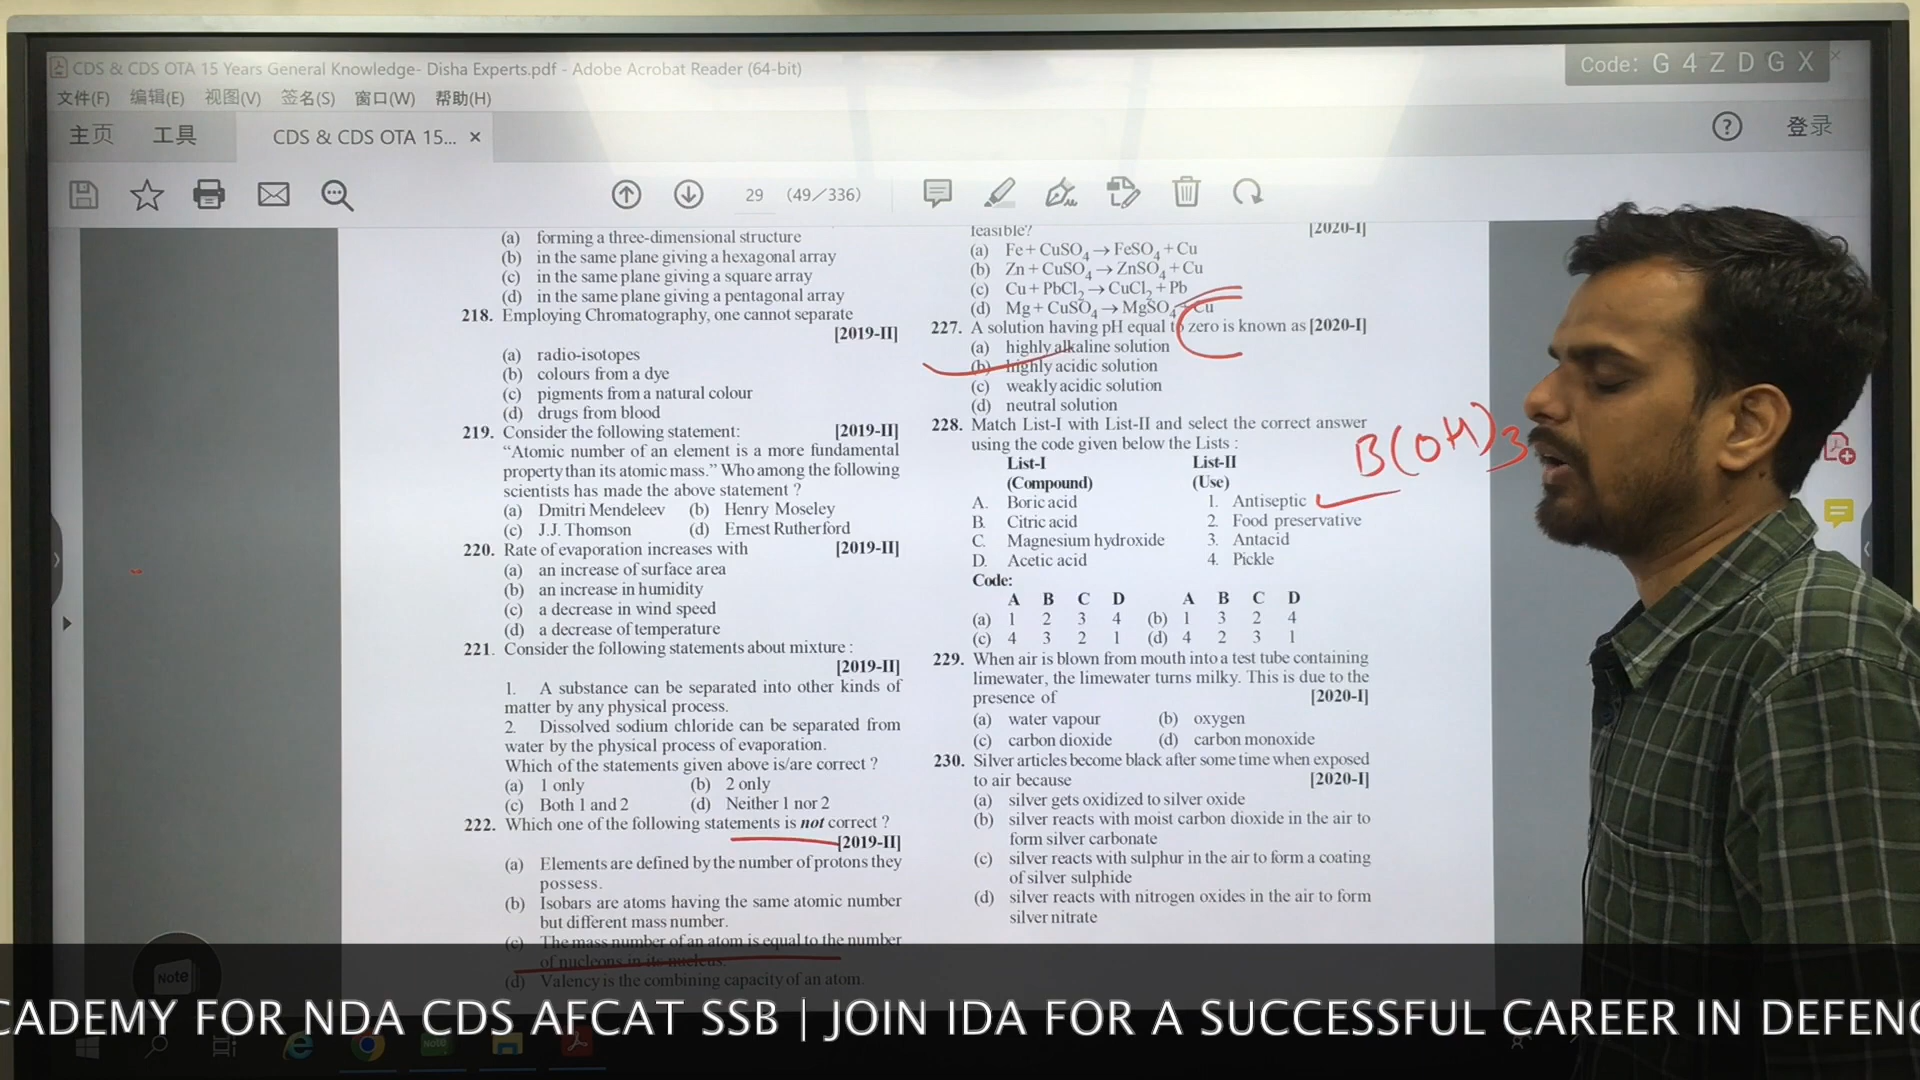 CDS & CDS OTA 15 Years General Knowledge- Disha Experts.pdf - Adobe Acrobat Reader (64-bit)
Code: G 4 Z D G X
文件(F) 编辑(E) 视图(V) 签名(S) 窗口(W) 帮助(H)
主页 工具 CDS & CDS OTA 15... ×
? 登录
29 (49/336)
(a) forming a three-dimensional structure
(b) in the same plane giving a hexagonal array
(c) in the same plane giving a square array
(d) in the same plane giving a pentagonal array
218. Employing Chromatography, one cannot separate
[2019-II]
(a) radio-isotopes
(b) colours from a dye
(c) pigments from a natural colour
(d) drugs from blood
219. Consider the following statement: [2019-II]
“Atomic number of an element is a more fundamental
property than its atomic mass.” Who among the following
scientists has made the above statement ?
(a) Dmitri Mendeleev (b) Henry Moseley
(c) J.J. Thomson (d) Ernest Rutherford
220. Rate of evaporation increases with [2019-II]
(a) an increase of surface area
(b) an increase in humidity
(c) a decrease in wind speed
(d) a decrease of temperature
221. Consider the following statements about mixture :
[2019-II]
1. A substance can be separated into other kinds of
matter by any physical process.
2. Dissolved sodium chloride can be separated from
water by the physical process of evaporation.
Which of the statements given above is/are correct ?
(a) 1 only (b) 2 only
(c) Both 1 and 2 (d) Neither 1 nor 2
222. Which one of the following statements is not correct ?
[2019-II]
(a) Elements are defined by the number of protons they
possess.
(b) Isobars are atoms having the same atomic number
but different mass number.
(c) The mass number of an atom is equal to the number
of nucleons in its nucleus.
(d) Valency is the combining capacity of an atom.
feasible? [2020-I]
(a) Fe + CuSO4 → FeSO4 + Cu
(b) Zn + CuSO4 → ZnSO4 + Cu
(c) Cu + PbCl2 → CuCl2 + Pb
(d) Mg + CuSO4 → MgSO4 + Cu
227. A solution having pH equal to zero is known as [2020-I]
(a) highly alkaline solution
(b) highly acidic solution
(c) weakly acidic solution
(d) neutral solution
228. Match List-I with List-II and select the correct answer
using the code given below the Lists :
B(OH)3
List-I List-II
(Compound) (Use)
A. Boric acid 1. Antiseptic
B. Citric acid 2. Food preservative
C. Magnesium hydroxide 3. Antacid
D. Acetic acid 4. Pickle
Code:
A B C D A B C D
(a) 1 2 3 4 (b) 1 3 2 4
(c) 4 3 2 1 (d) 4 2 3 1
229. When air is blown from mouth into a test tube containing
limewater, the limewater turns milky. This is due to the
presence of [2020-I]
(a) water vapour (b) oxygen
(c) carbon dioxide (d) carbon monoxide
230. Silver articles become black after some time when exposed
to air because [2020-I]
(a) silver gets oxidized to silver oxide
(b) silver reacts with moist carbon dioxide in the air to
form silver carbonate
(c) silver reacts with sulphur in the air to form a coating
of silver sulphide
(d) silver reacts with nitrogen oxides in the air to form
silver nitrate
Note
CADEMY FOR NDA CDS AFCAT SSB | JOIN IDA FOR A SUCCESSFUL CAREER IN DEFENC
Note